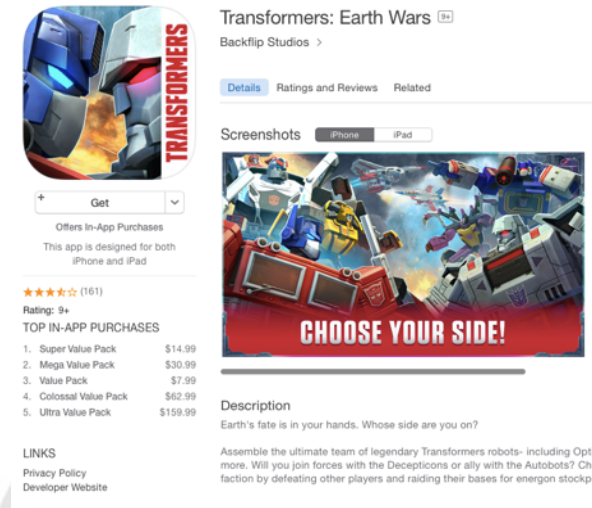 TRANSFORMERS
Transformers: Earth Wars 9+
Backflip Studios >
Details Ratings and Reviews Related
Screenshots iPhone iPad
CHOOSE YOUR SIDE!
+ Get
Offers In-App Purchases
This app is designed for both
iPhone and iPad
(161)
Rating: 9+
TOP IN-APP PURCHASES
1. Super Value Pack $14.99
2. Mega Value Pack $30.99
3. Value Pack $7.99
4. Colossal Value Pack $62.99
5. Ultra Value Pack $159.99
LINKS
Privacy Policy
Developer Website
Description
Earth's fate is in your hands. Whose side are you on?
Assemble the ultimate team of legendary Transformers robots- including Opt
more. Will you join forces with the Decepticons or ally with the Autobots? Ch
faction by defeating other players and raiding their bases for energon stockp